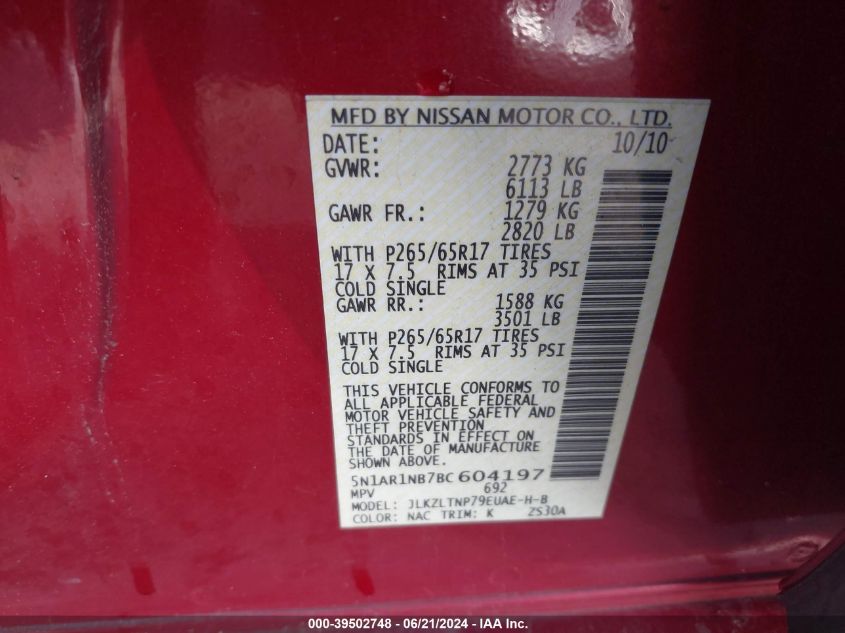 MFD BY NISSAN MOTOR CO., LTD.
DATE: 10/10
GVWR: 2773 KG
6113 LB
GAWR FR.: 1279 KG
2820 LB
WITH P265/65R17 TIRES
17 X 7.5 RIMS AT 35 PSI
COLD SINGLE
GAWR RR.: 1588 KG
3501 LB
WITH P265/65R17 TIRES
17 X 7.5 RIMS AT 35 PSI
COLD SINGLE
THIS VEHICLE CONFORMS TO
ALL APPLICABLE FEDERAL
MOTOR VEHICLE SAFETY AND
THEFT PREVENTION
STANDARDS IN EFFECT ON
THE DATE OF MANUFACTURE.
5N1AR1NB7BC604197
MPV 692
MODEL: JLKZLTNP79EUAE-H-B
COLOR: NAC TRIM: K ZS30A
000-39502748 - 06/21/2024 - IAA, Inc.